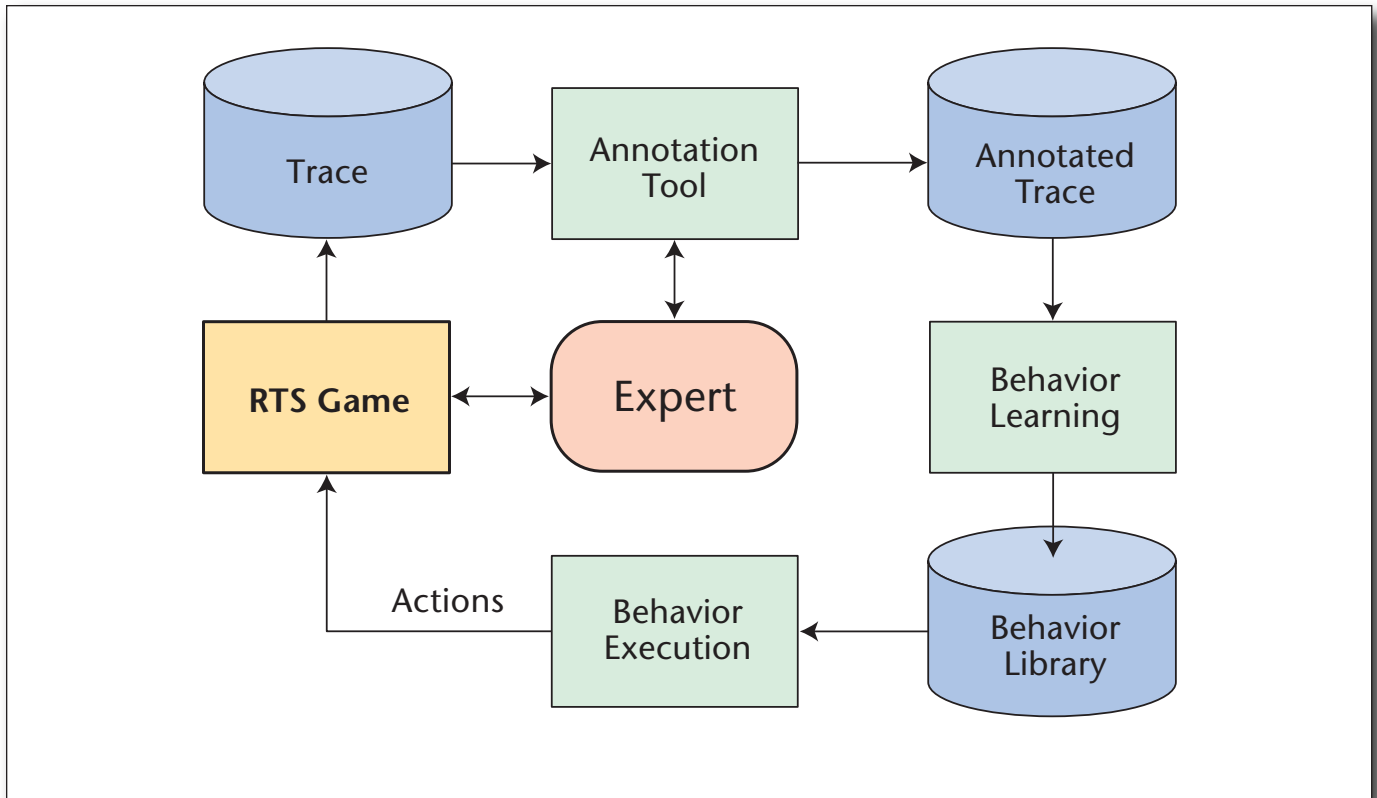 Trace
Annotation
Tool
Annotated
Trace
RTS Game
Expert
Behavior
Learning
Actions
Behavior
Execution
Behavior
Library